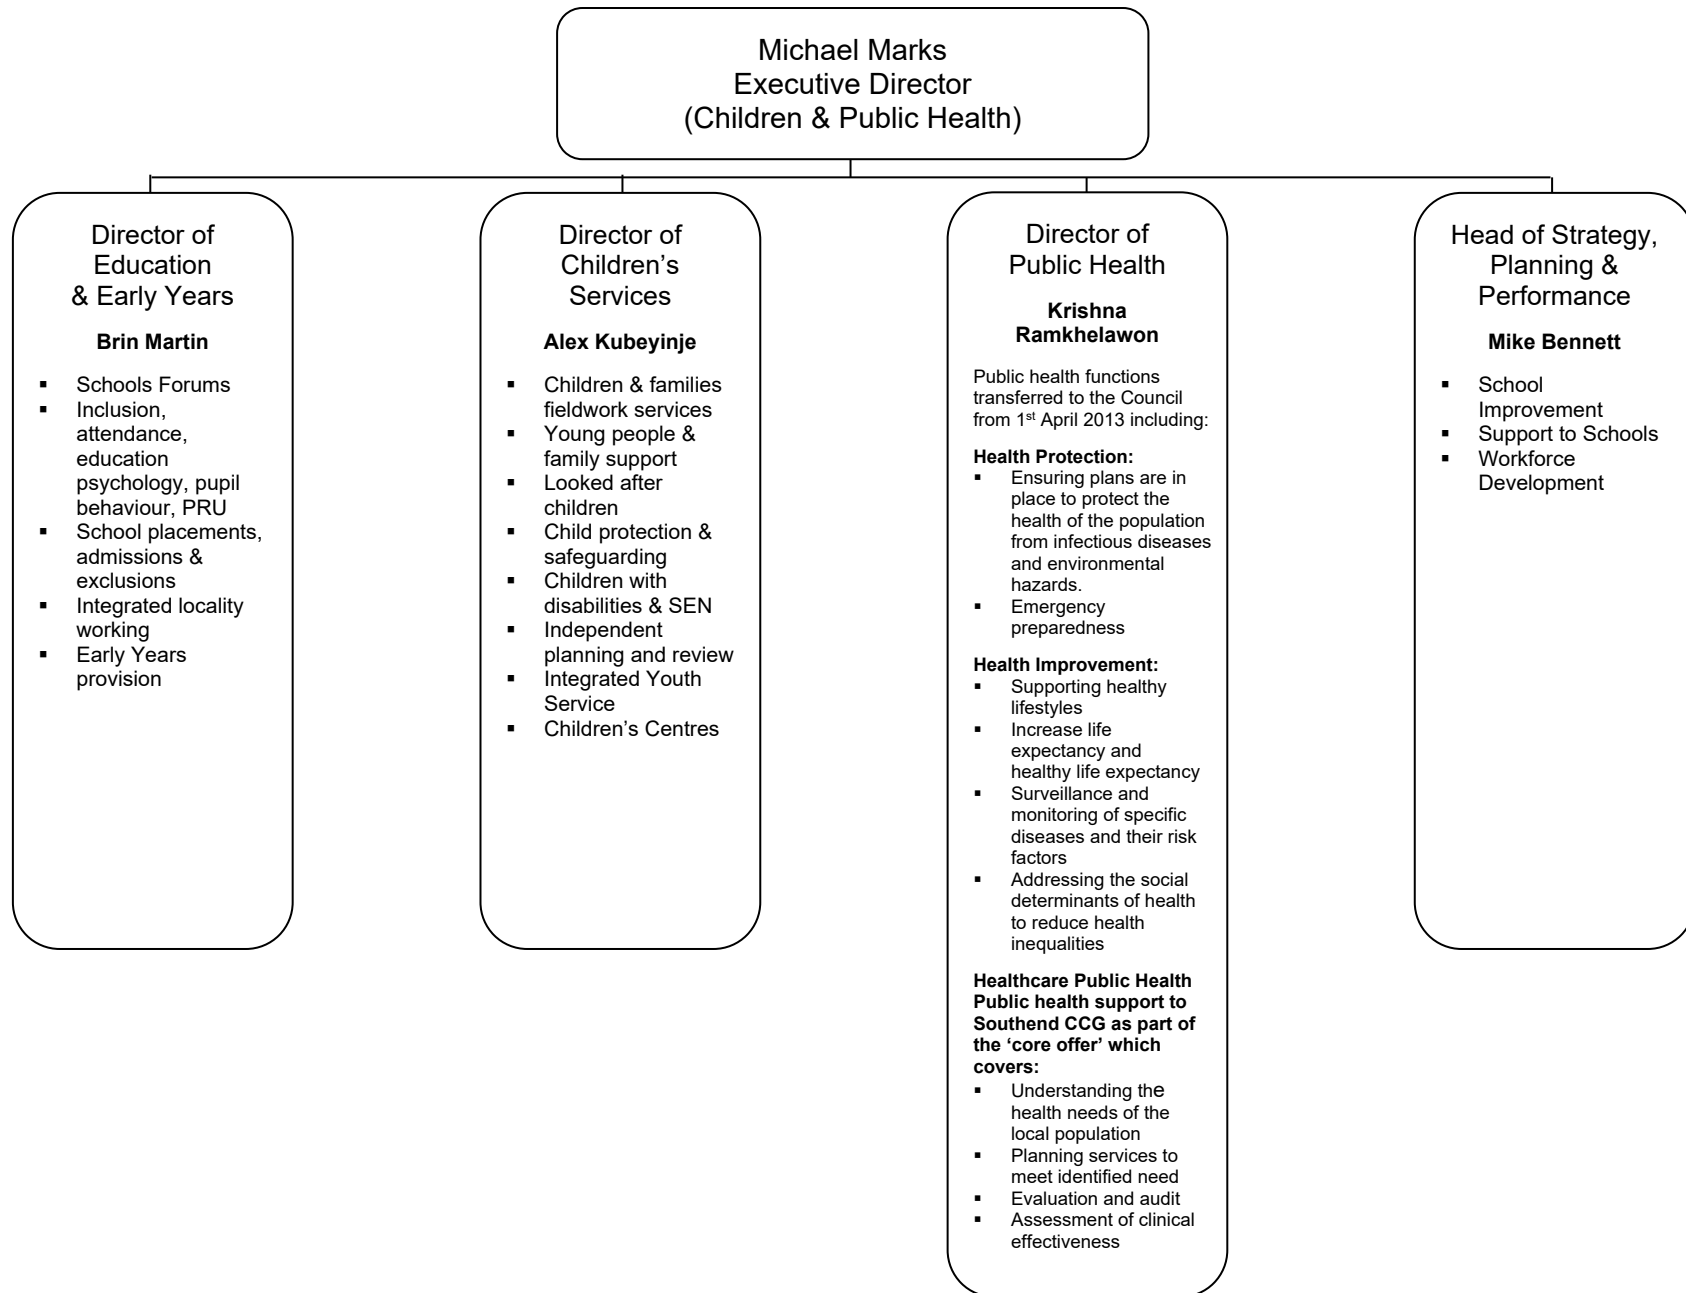 Michael Marks
Executive Director
(Children & Public Health)
Director of
Education
& Early Years
Brin Martin
▪ Schools Forums
▪ Inclusion,
attendance,
education
psychology, pupil
behaviour, PRU
▪ School placements,
admissions &
exclusions
▪ Integrated locality
working
▪ Early Years
provision
Director of
Children’s
Services
Alex Kubeyinje
▪ Children & families
fieldwork services
▪ Young people &
family support
▪ Looked after
children
▪ Child protection &
safeguarding
▪ Children with
disabilities & SEN
▪ Independent
planning and review
▪ Integrated Youth
Service
▪ Children’s Centres
Director of
Public Health
Krishna
Ramkhelawon
Public health functions
transferred to the Council
from 1st April 2013 including:
Health Protection:
▪ Ensuring plans are in
place to protect the
health of the population
from infectious diseases
and environmental
hazards.
▪ Emergency
preparedness
Health Improvement:
▪ Supporting healthy
lifestyles
▪ Increase life
expectancy and
healthy life expectancy
▪ Surveillance and
monitoring of specific
diseases and their risk
factors
▪ Addressing the social
determinants of health
to reduce health
inequalities
Healthcare Public Health
Public health support to
Southend CCG as part of
the ‘core offer’ which
covers:
▪ Understanding the
health needs of the
local population
▪ Planning services to
meet identified need
▪ Evaluation and audit
▪ Assessment of clinical
effectiveness
Head of Strategy,
Planning &
Performance
Mike Bennett
▪ School
Improvement
▪ Support to Schools
▪ Workforce
Development